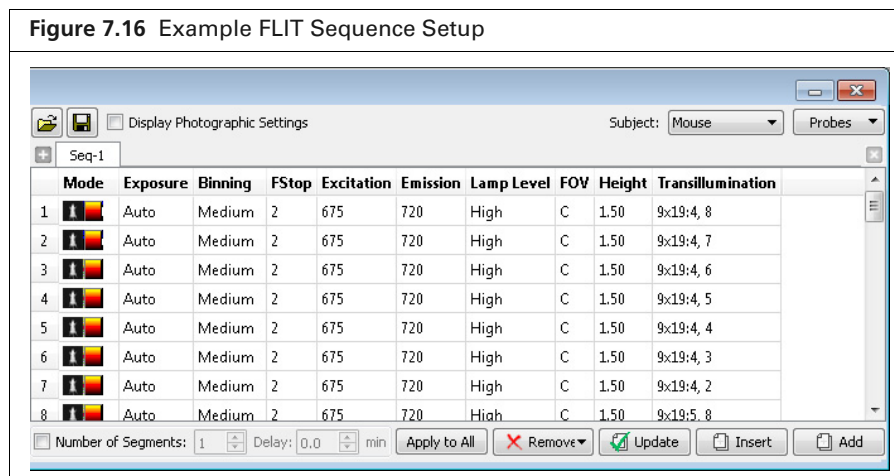 Figure 7.16 Example FLIT Sequence Setup
Display Photographic Settings Subject: Mouse Probes
Seq-1
Mode Exposure Binning FStop Excitation Emission Lamp Level FOV Height Transillumination
1 Auto Medium 2 675 720 High C 1.50 9x19:4, 8
2 Auto Medium 2 675 720 High C 1.50 9x19:4, 7
3 Auto Medium 2 675 720 High C 1.50 9x19:4, 6
4 Auto Medium 2 675 720 High C 1.50 9x19:4, 5
5 Auto Medium 2 675 720 High C 1.50 9x19:4, 4
6 Auto Medium 2 675 720 High C 1.50 9x19:4, 3
7 Auto Medium 2 675 720 High C 1.50 9x19:4, 2
8 Auto Medium 2 675 720 High C 1.50 9x19:5, 8
Number of Segments: 1 Delay: 0.0 min Apply to All Remove Update Insert Add